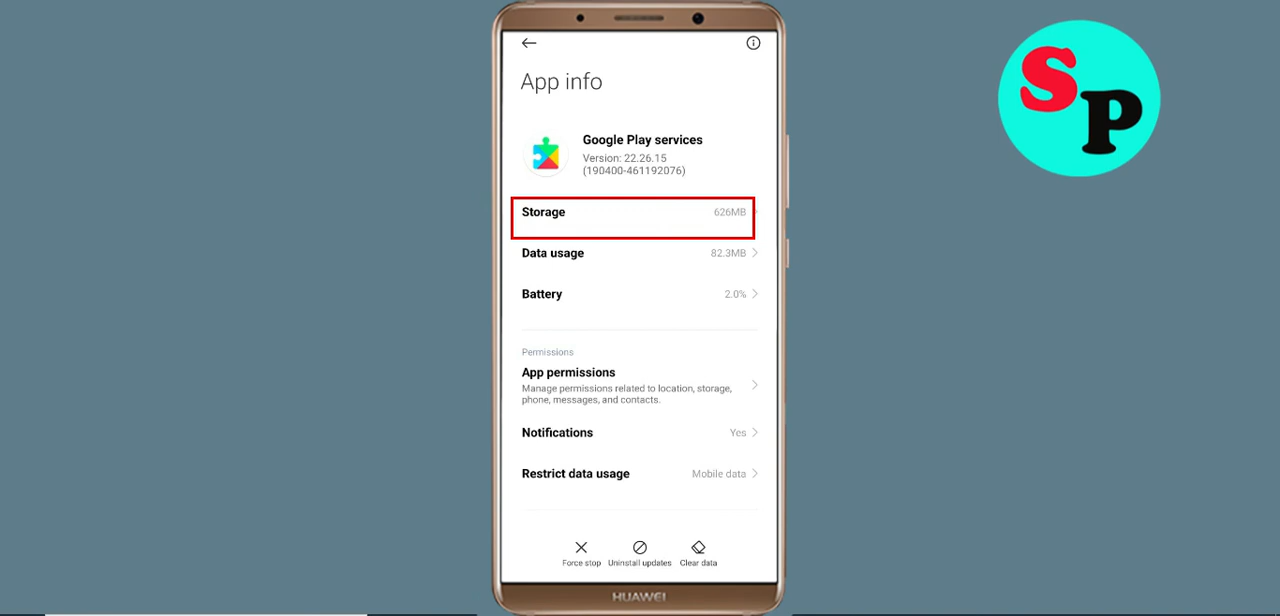 App info
Google Play services
Version: 22.26.15
(190400-461192076)
Storage 626MB
Data usage 82.3MB
Battery 2.0%
Permissions
App permissions
Manage permissions related to location, storage,
phone, messages, and contacts.
Notifications Yes
Restrict data usage Mobile data
Force stop Uninstall updates Clear data
HUAWEI
SP